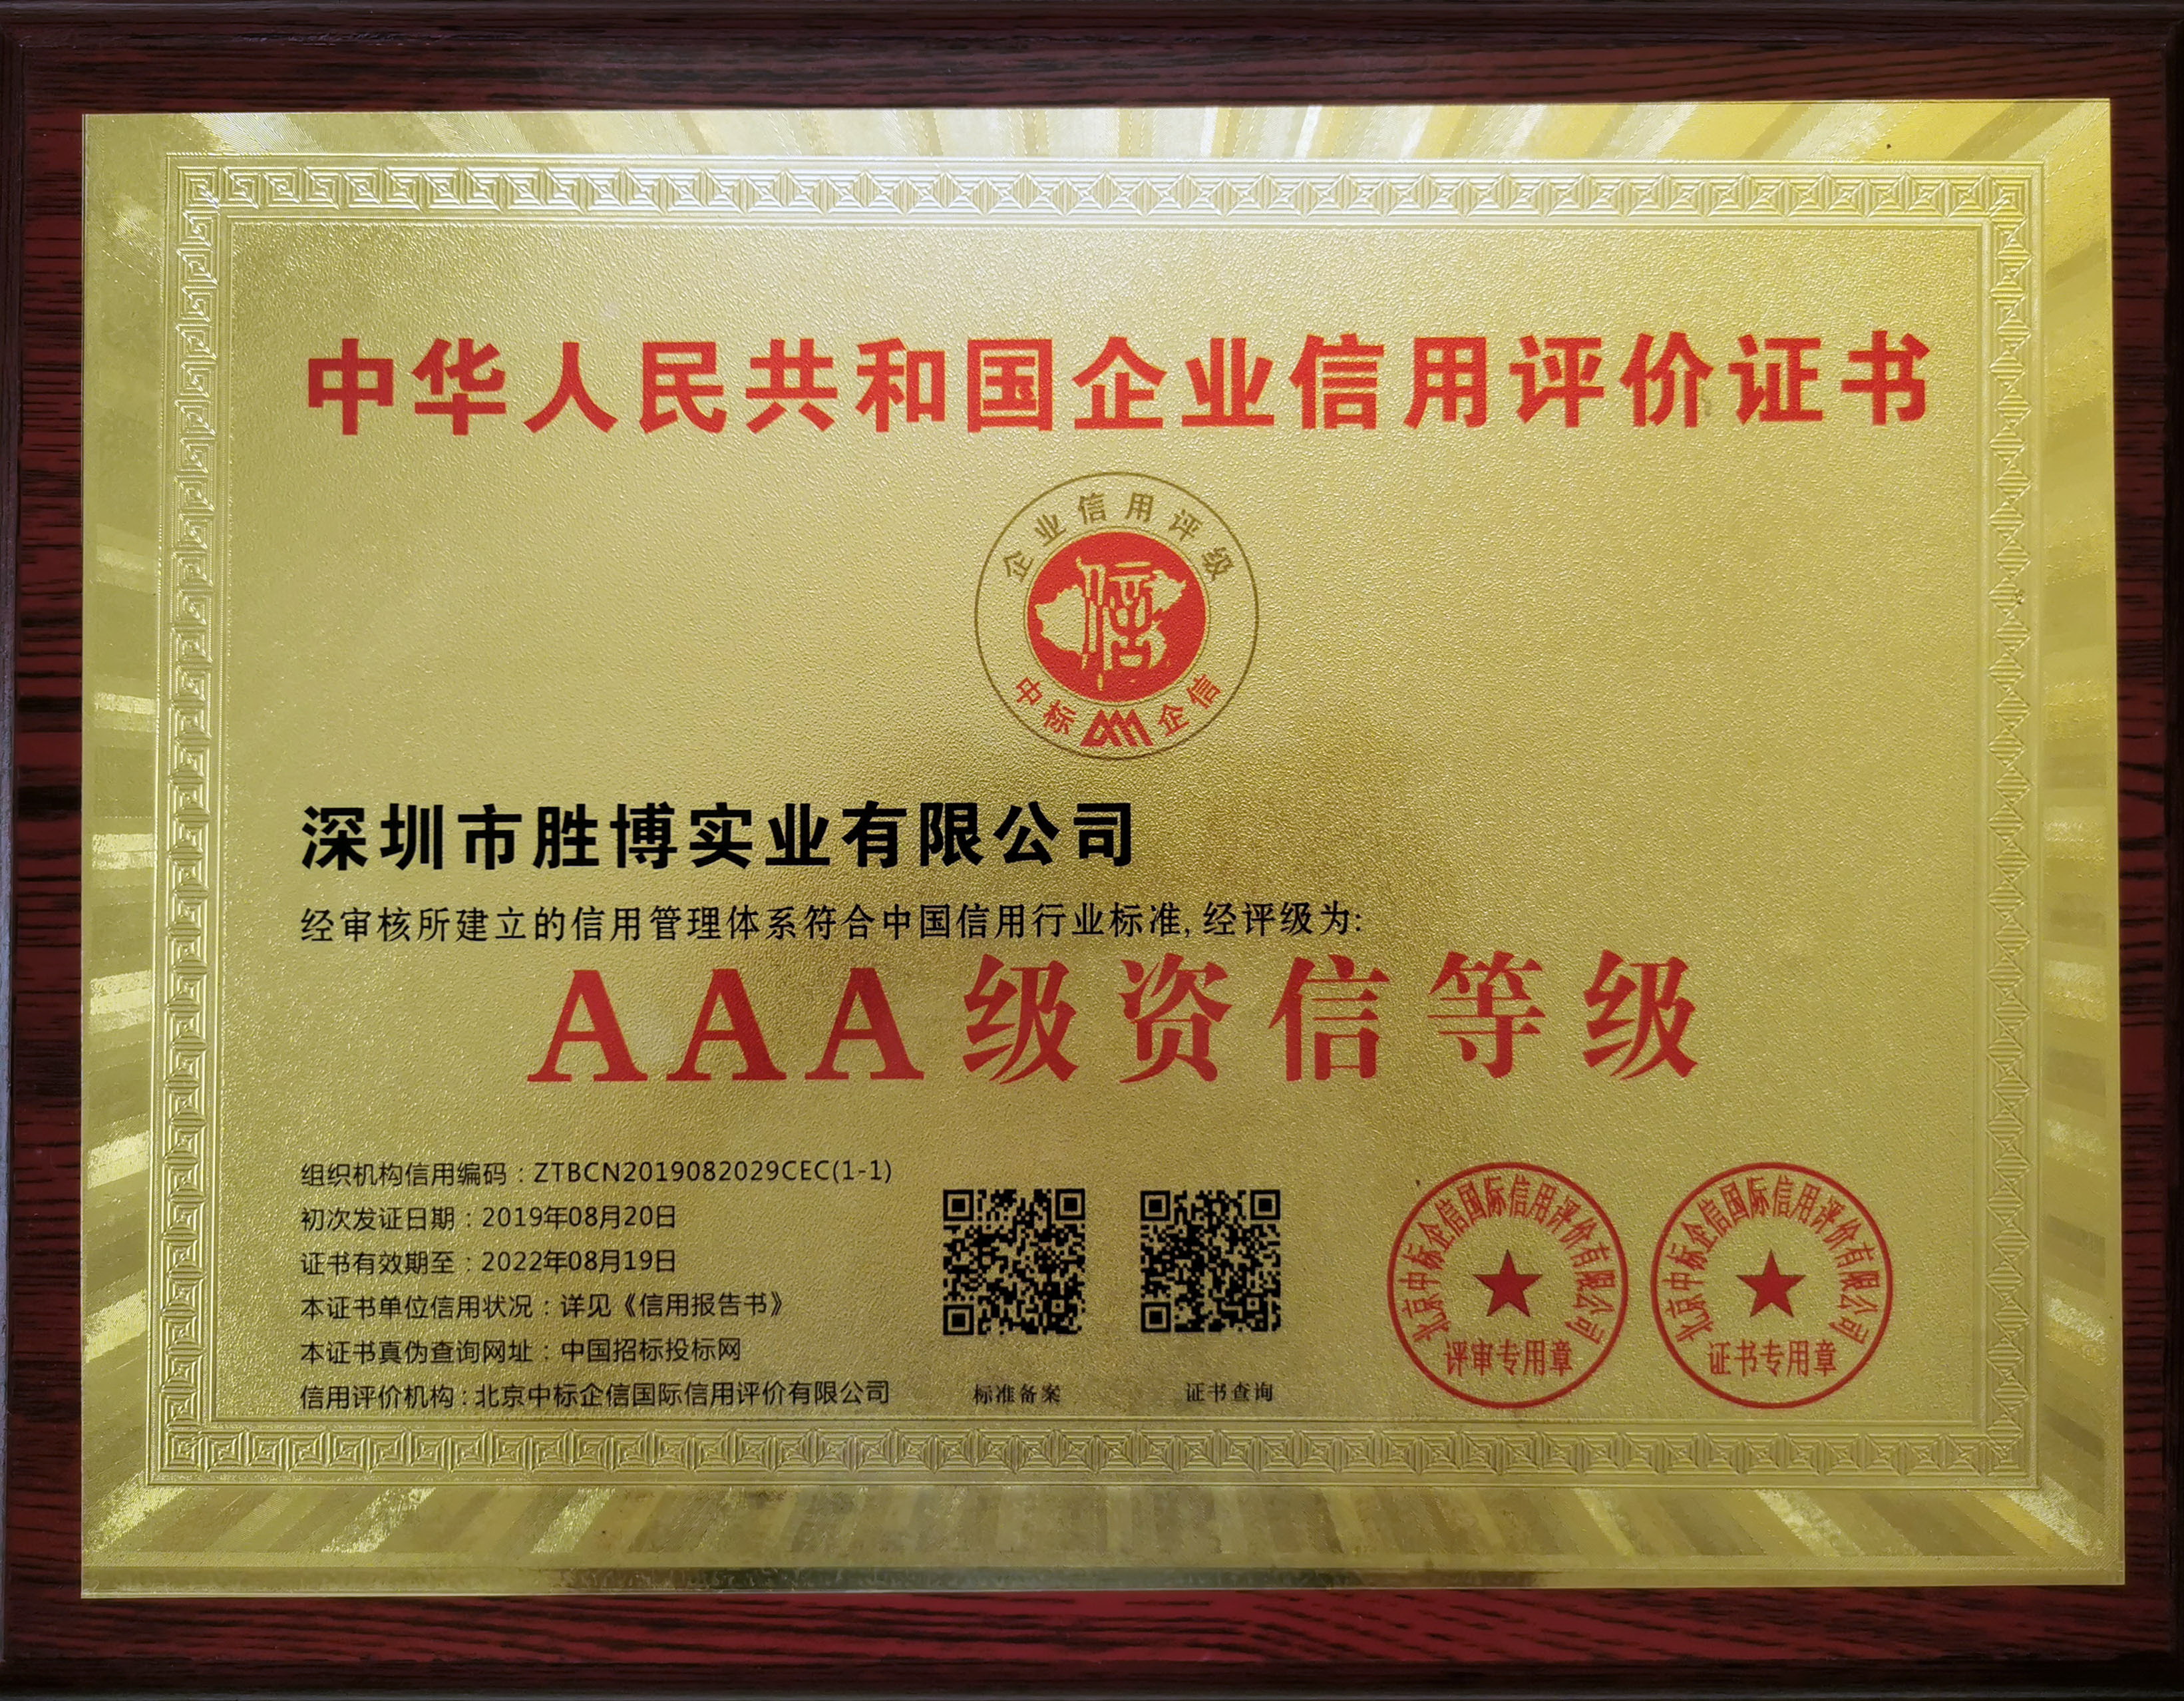 中华人民共和国企业信用评价证书
企业信用评级
信
中标 企信
深圳市胜博实业有限公司
经审核所建立的信用管理体系符合中国信用行业标准,经评级为:
AAA级资信等级
组织机构信用编码:ZTBCN2019082029CEC(1-1)
初次发证日期:2019年08月20日
证书有效期至:2022年08月19日
本证书单位信用状况:详见《信用报告书》
本证书真伪查询网址:中国招标投标网
信用评价机构:北京中标企信国际信用评价有限公司
标准备案
证书查询
北京中标企信国际信用评价有限公司
评审专用章
北京中标企信国际信用评价有限公司
证书专用章